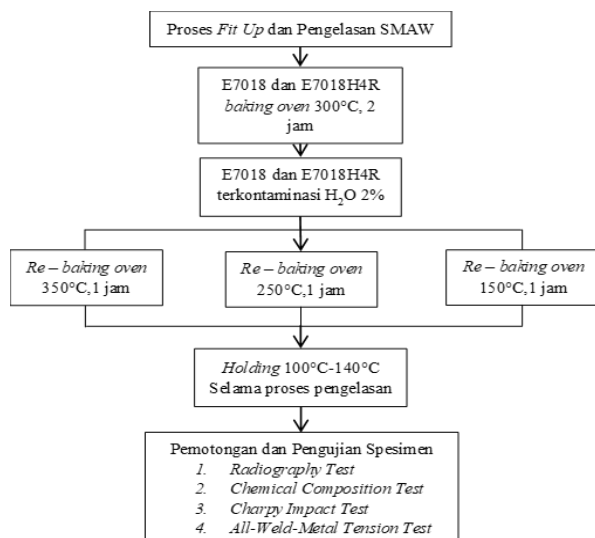 Proses Fit Up dan Pengelasan SMAW
E7018 dan E7018H4R
baking oven 300°C, 2
jam
E7018 dan E7018H4R
terkontaminasi H₂O 2%
Re – baking oven
350°C,1 jam
Re – baking oven
250°C,1 jam
Re – baking oven
150°C,1 jam
Holding 100°C-140°C
Selama proses pengelasan
Pemotongan dan Pengujian Spesimen
1. Radiography Test
2. Chemical Composition Test
3. Charpy Impact Test
4. All-Weld-Metal Tension Test